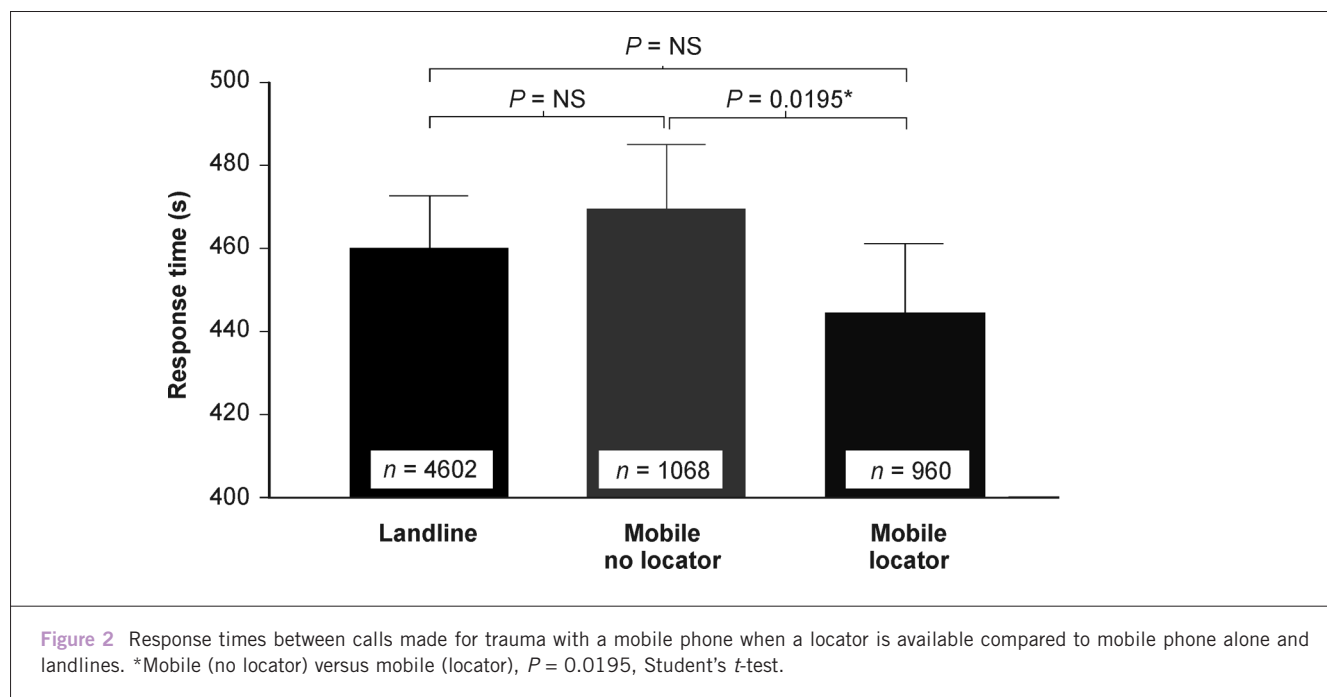 P = NS
P = NS
P = 0.0195*
500
480
460
440
420
400
Response time (s)
n = 4602
n = 1068
n = 960
Landline
Mobile
no locator
Mobile
locator
Figure 2 Response times between calls made for trauma with a mobile phone when a locator is available compared to mobile phone alone and
landlines. *Mobile (no locator) versus mobile (locator), P = 0.0195, Student's t-test.